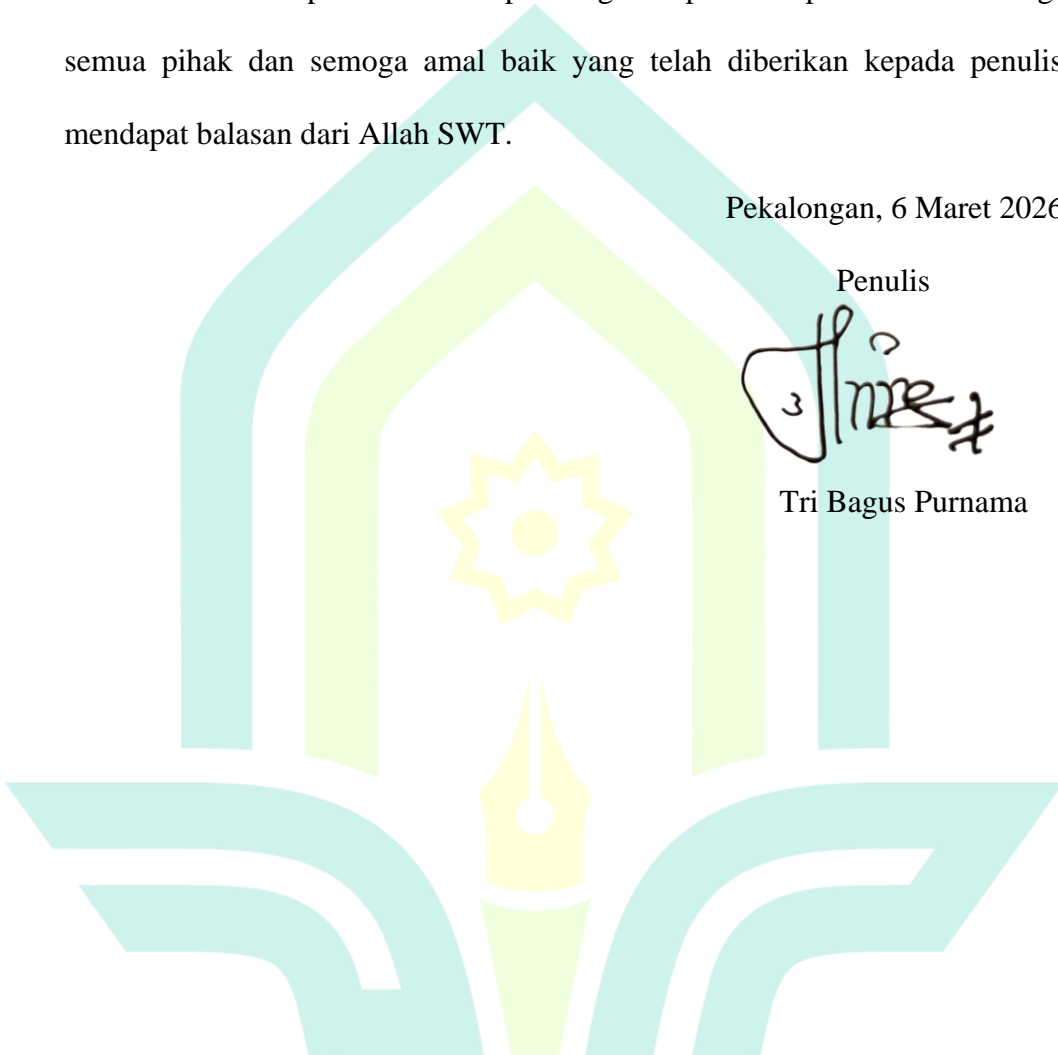 semua pihak dan semoga amal baik yang telah diberikan kepada penulis
mendapat balasan dari Allah SWT.
Pekalongan, 6 Maret 2026
Penulis
Tri Bagus Purnama